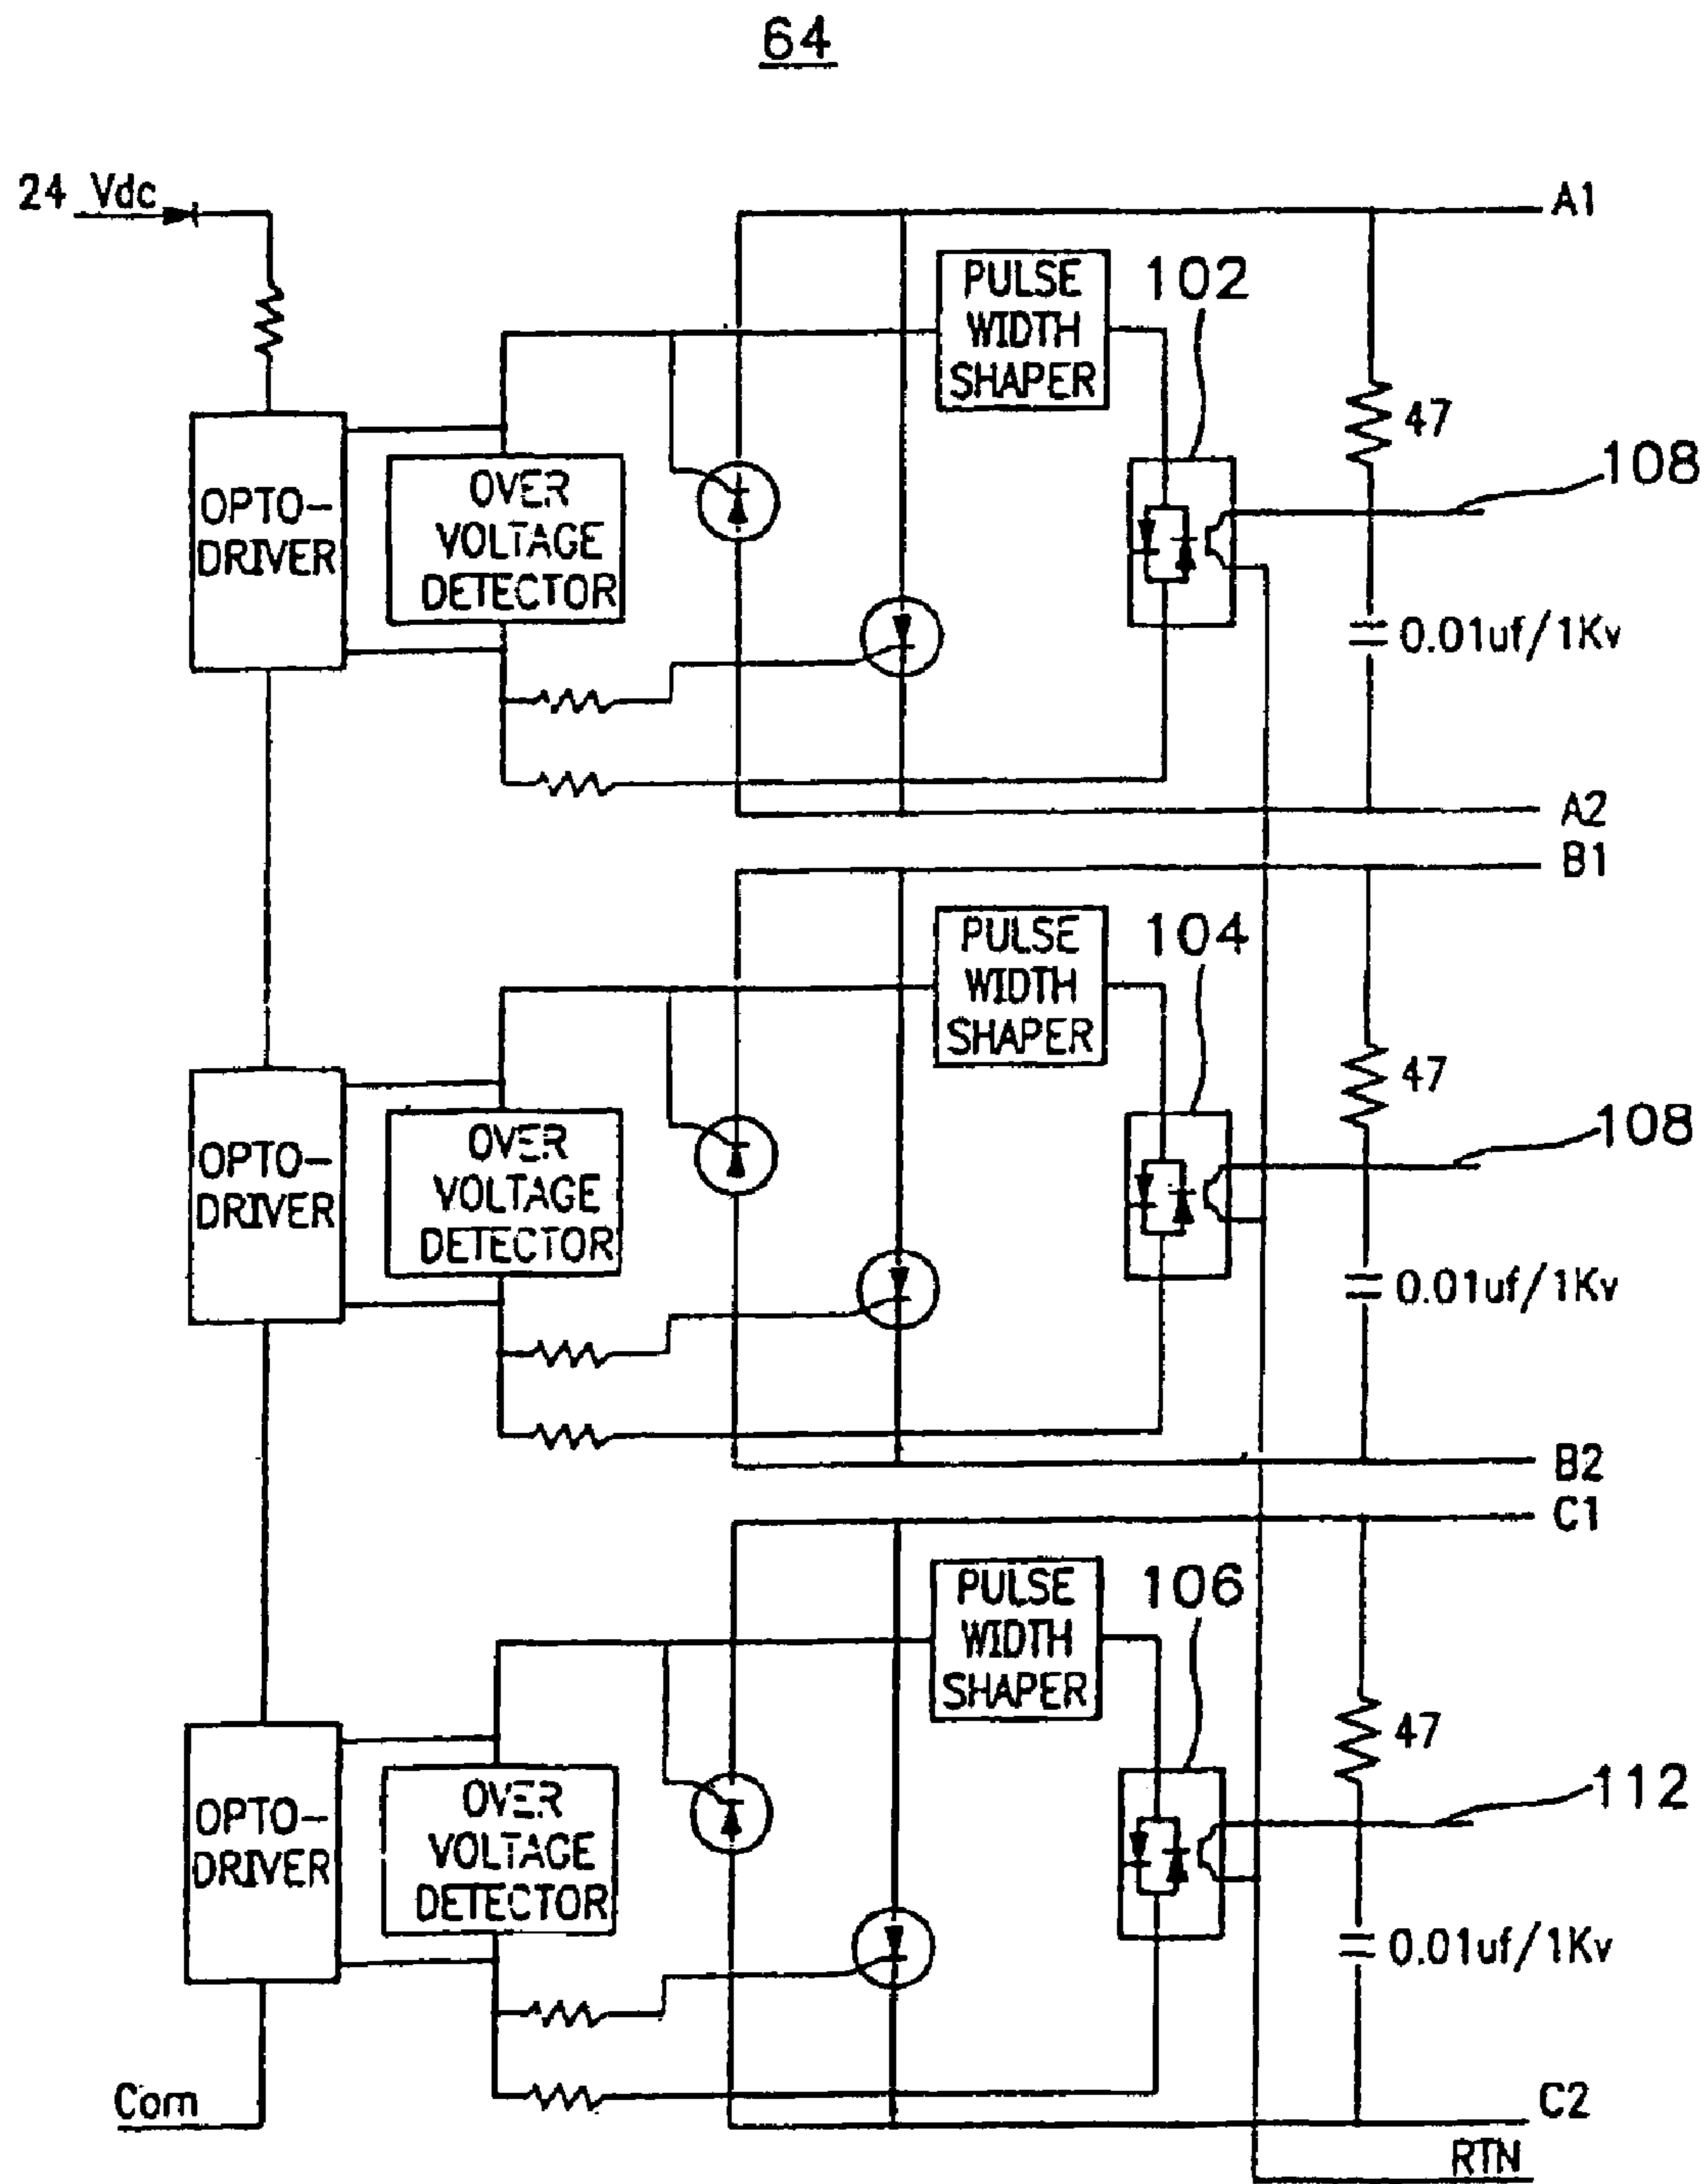 64
24 Vdc
A1
PULSE
WIDTH
SHAPER
102
47
108
OPTO-
DRIVER
OVER
VOLTAGE
DETECTOR
0.01uf/1Kv
A2
B1
PULSE
WIDTH
SHAPER
104
47
108
OPTO-
DRIVER
OVER
VOLTAGE
DETECTOR
0.01uf/1Kv
B2
C1
PULSE
WIDTH
SHAPER
106
47
112
OPTO-
DRIVER
OVER
VOLTAGE
DETECTOR
0.01uf/1Kv
Com
C2
RTN